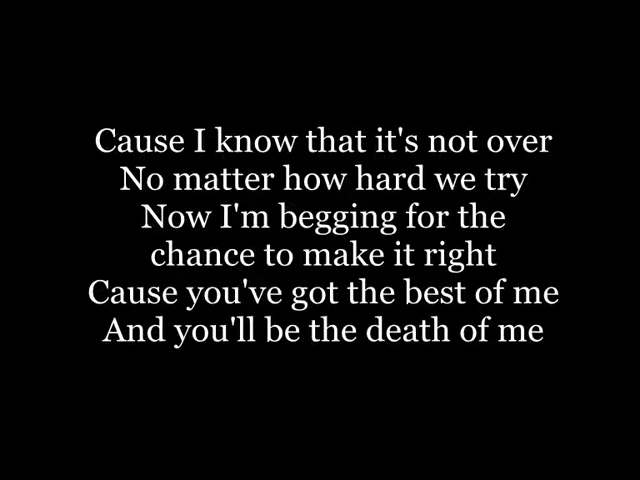 Cause I know that it's not over
No matter how hard we try
Now I'm begging for the
chance to make it right
Cause you've got the best of me
And you'll be the death of me